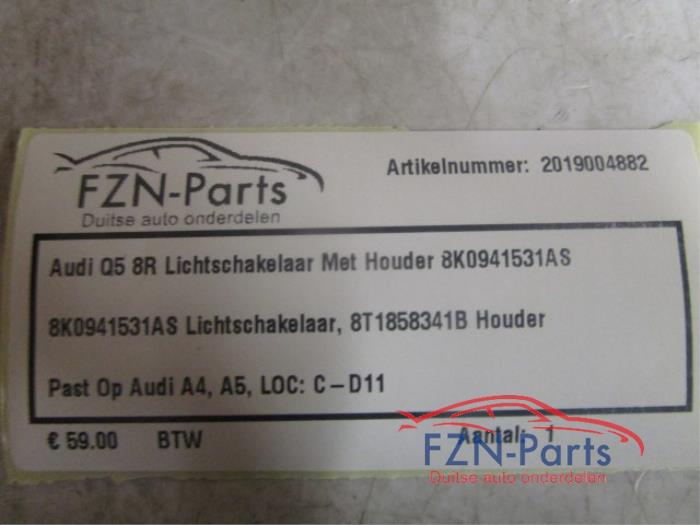 FZN-Parts
Duitse auto onderdelen
Artikelnummer: 2019004882
Audi Q5 8R Lichtschakelaar Met Houder 8K0941531AS
8K0941531AS Lichtschakelaar, 8T1858341B Houder
Past Op Audi A4, A5, LOC: C-D11
€ 59.00 BTW Aantal: 1
FZN-Parts
Duitse auto onderdelen